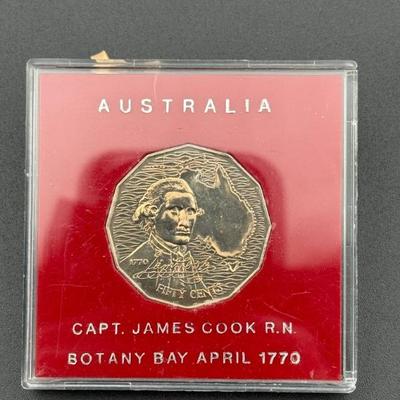 AUSTRALIA
1770
FIFTY CENTS
CAPT. JAMES COOK R.N.
BOTANY BAY APRIL 1770